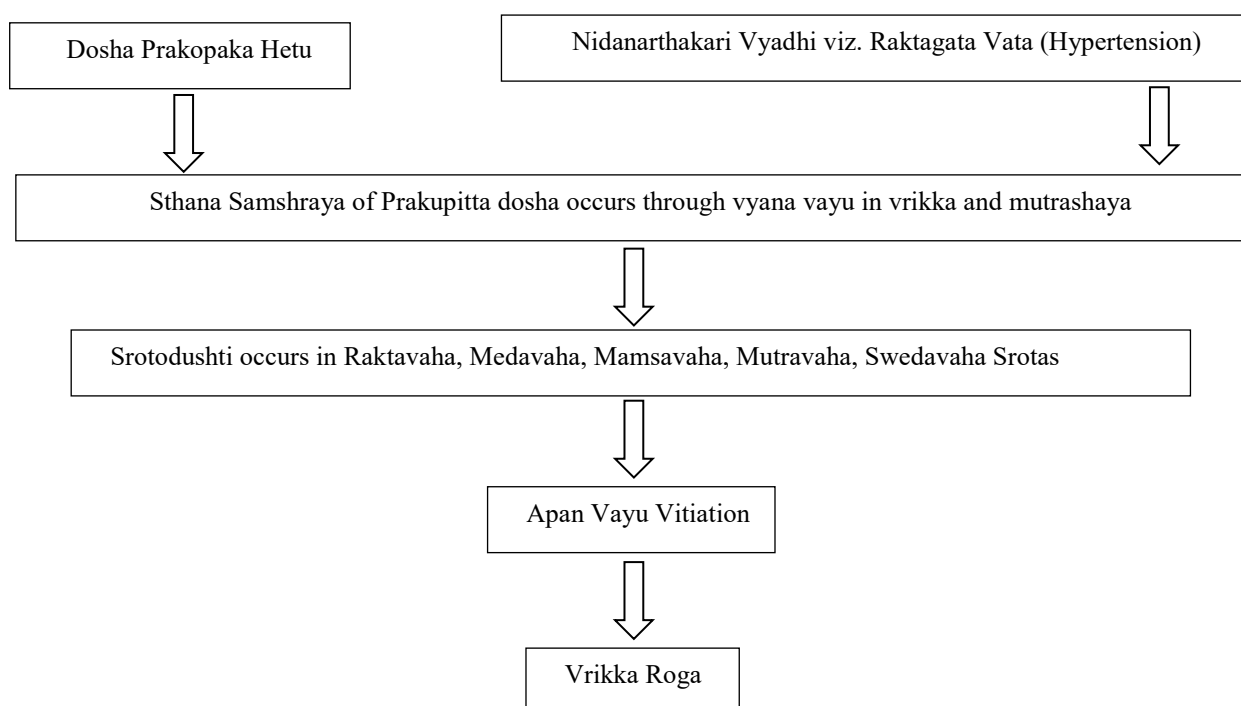 Dosha Prakopaka Hetu
Nidanarthakari Vyadhi viz. Raktagata Vata (Hypertension)
Sthana Samshraya of Prakupitta dosha occurs through vyana vayu in vrikka and mutrashaya
Srotodushti occurs in Raktavaha, Medavaha, Mamsavaha, Mutravaha, Swedavaha Srotas
Apan Vayu Vitiation
Vrikka Roga